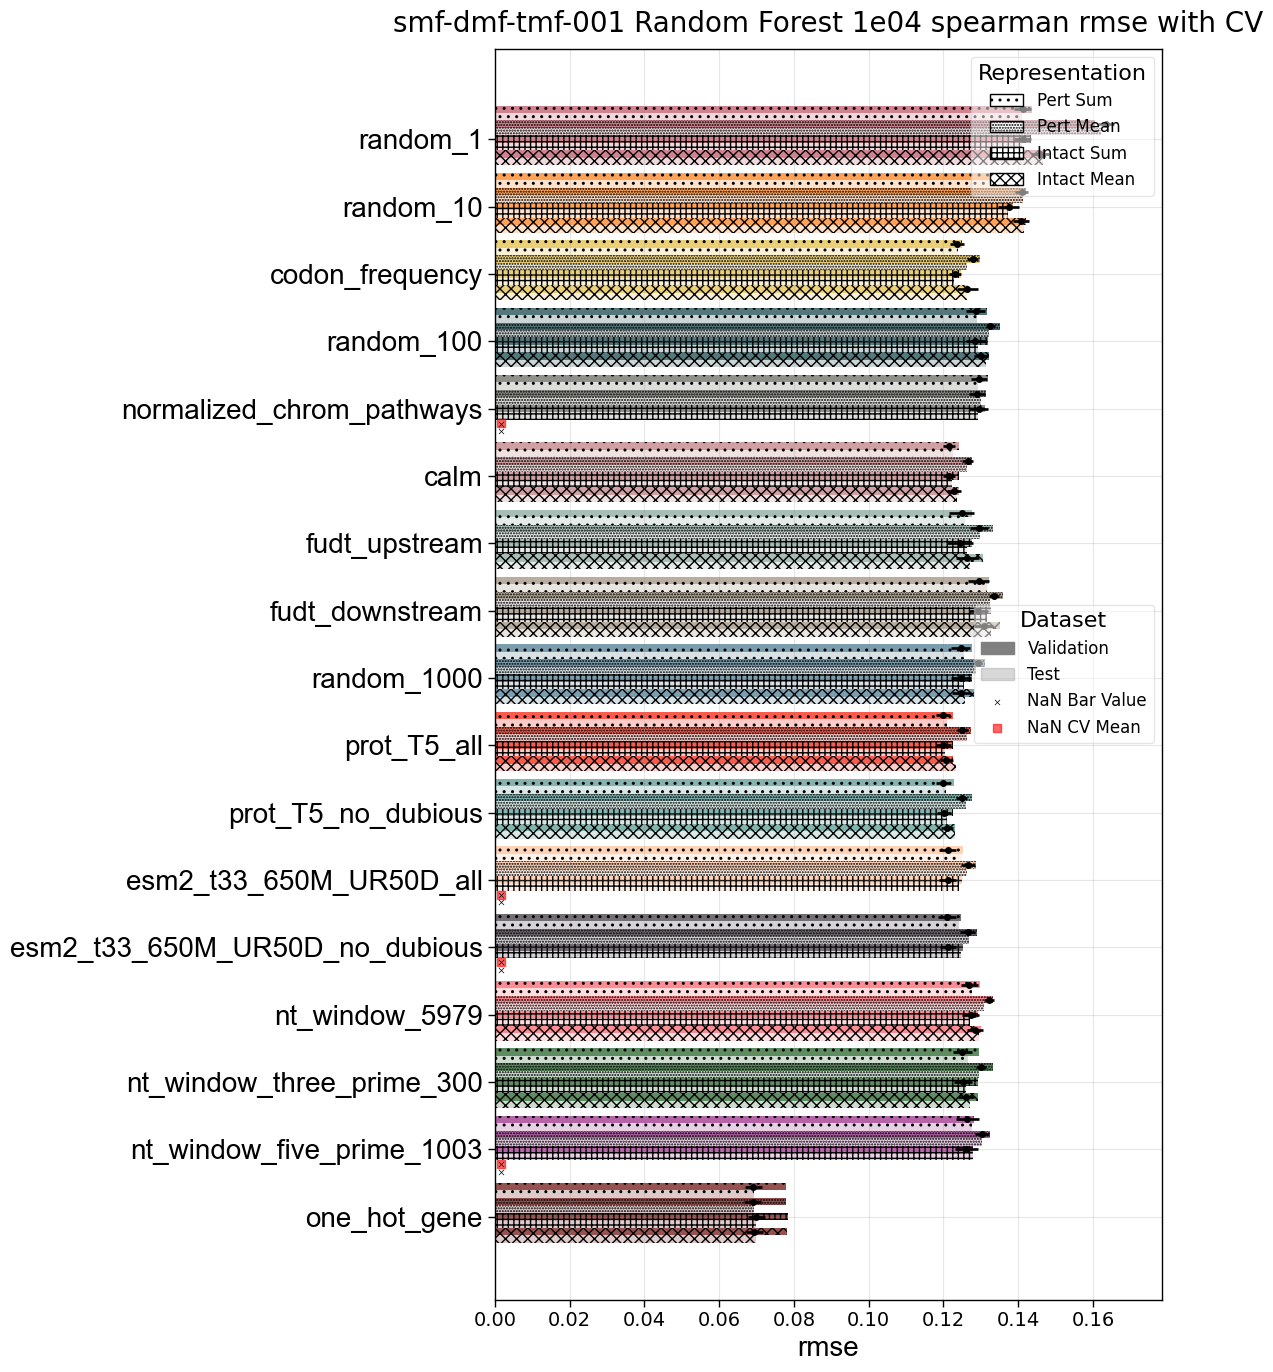 smf-dmf-tmf-001 Random Forest 1e04 spearman rmse with CV
Representation
Pert Sum
Pert Mean
Intact Sum
Intact Mean
random_1
random_10
codon_frequency
random_100
normalized_chrom_pathways
calm
fudt_upstream
fudt_downstream
random_1000
prot_T5_all
prot_T5_no_dubious
esm2_t33_650M_UR50D_all
esm2_t33_650M_UR50D_no_dubious
nt_window_5979
nt_window_three_prime_300
nt_window_five_prime_1003
one_hot_gene
Dataset
Validation
Test
NaN Bar Value
NaN CV Mean
0.00 0.02 0.04 0.06 0.08 0.10 0.12 0.14 0.16
rmse